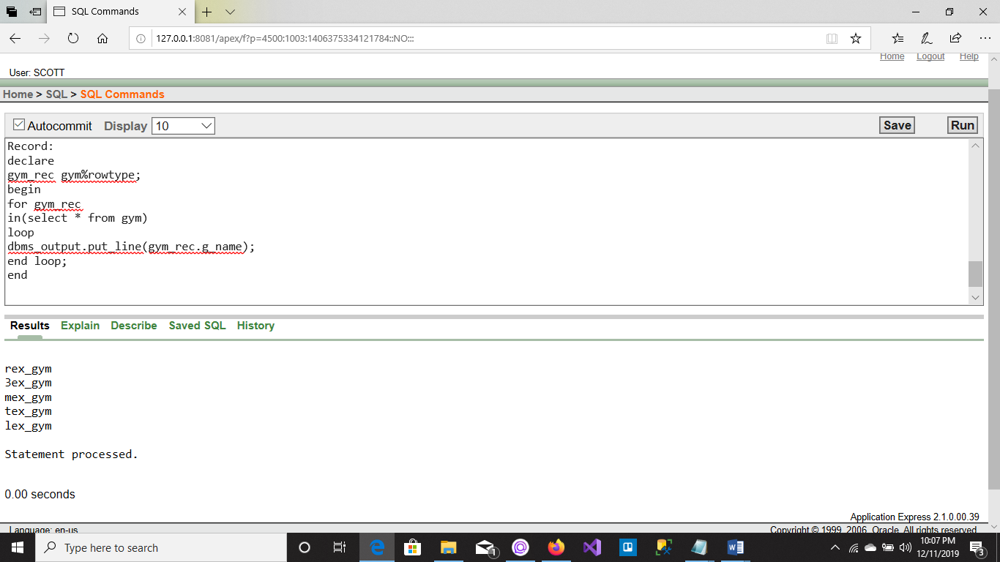 SQL Commands
127.0.0.1:8081/apex/f?p=4500:1003:1406375334121784::NO:::
Home Logout Help
User: SCOTT
Home > SQL > SQL Commands
Autocommit Display 10 Save Run
Record:
declare
gym_rec gym%rowtype;
begin
for gym_rec
in(select * from gym)
loop
dbms_output.put_line(gym_rec.g_name);
end loop;
end
Results Explain Describe Saved SQL History
rex_gym
3ex_gym
mex_gym
tex_gym
lex_gym
Statement processed.
0.00 seconds
Application Express 2.1.0.00.39
Language: en-us Copyright © 1999, 2006, Oracle. All rights reserved.
Type here to search
1
10:07 PM
12/11/2019
3